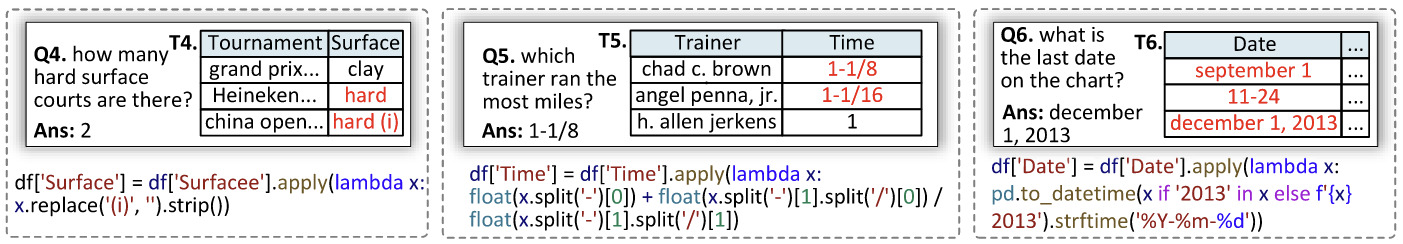 Q4. how many
hard surface
courts are there?
Ans: 2
T4.
Tournament Surface
grand prix... clay
Heineken... hard
china open... hard (i)
df['Surface'] = df['Surfacee'].apply(lambda x:
x.replace('(i)', '').strip())
Q5. which
trainer ran the
most miles?
Ans: 1-1/8
T5.
Trainer Time
chad c. brown 1-1/8
angel penna, jr. 1-1/16
h. allen jerkens 1
df['Time'] = df['Time'].apply(lambda x:
float(x.split('-')[0]) + float(x.split('-')[1].split('/')[0]) /
float(x.split('-')[1].split('/')[1])
Q6. what is
the last date
on the chart?
Ans: december
1, 2013
T6.
Date ...
september 1 ...
11-24 ...
december 1, 2013 ...
df['Date'] = df['Date'].apply(lambda x:
pd.to_datetime(x if '2013' in x else f'{x}
2013').strftime('%Y-%m-%d'))